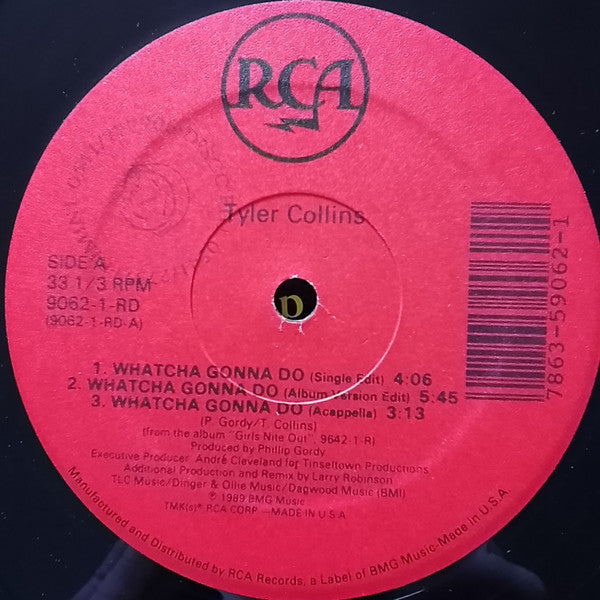 RCA
Tyler Collins
SIDE A
33 1/3 RPM
9062-1-RD
(9062-1-RD-A)
7863-59062-1
1. WHATCHA GONNA DO (Single Edit) 4:06
2. WHATCHA GONNA DO (Album Version Edit) 5:45
3. WHATCHA GONNA DO (Acappella) 3:13
(P. Gordy/T. Collins)
(from the album "Girls Nite Out", 9642-1-R)
Produced by Phillip Gordy
Executive Producer: André Cleveland for Tinseltown Productions
Additional Production and Remix by Larry Robinson
TLC Music/Dinger & Ollie Music/Dagwood Music (BMI)
℗ 1989 BMG Music
TMK(s)® RCA CORP —MADE IN U S A
Manufactured and Distributed by RCA Records, a Label of BMG Music-Made in U.S.A